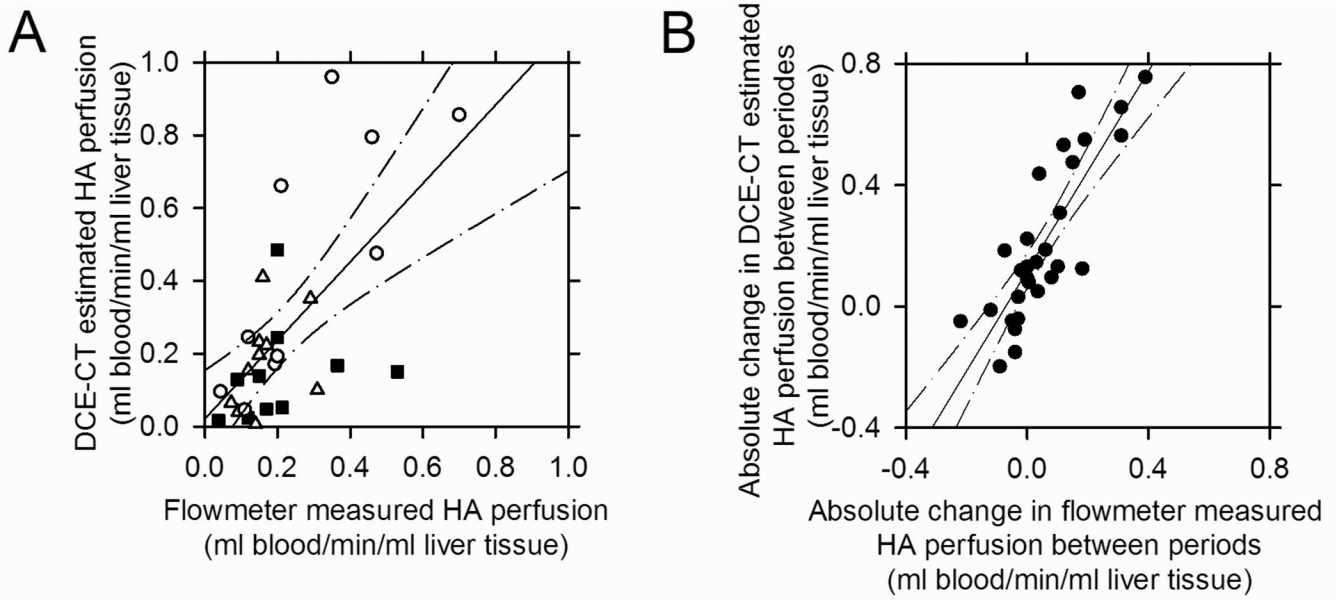 A
DCE-CT estimated HA perfusion
(ml blood/min/ml liver tissue)
1.0
0.8
0.6
0.4
0.2
0.0
0.0 0.2 0.4 0.6 0.8 1.0
Flowmeter measured HA perfusion
(ml blood/min/ml liver tissue)
B
Absolute change in DCE-CT estimated
HA perfusion between periodes
(ml blood/min/ml liver tissue)
0.8
0.4
0.0
-0.4
-0.4 0.0 0.4 0.8
Absolute change in flowmeter measured
HA perfusion between periods
(ml blood/min/ml liver tissue)